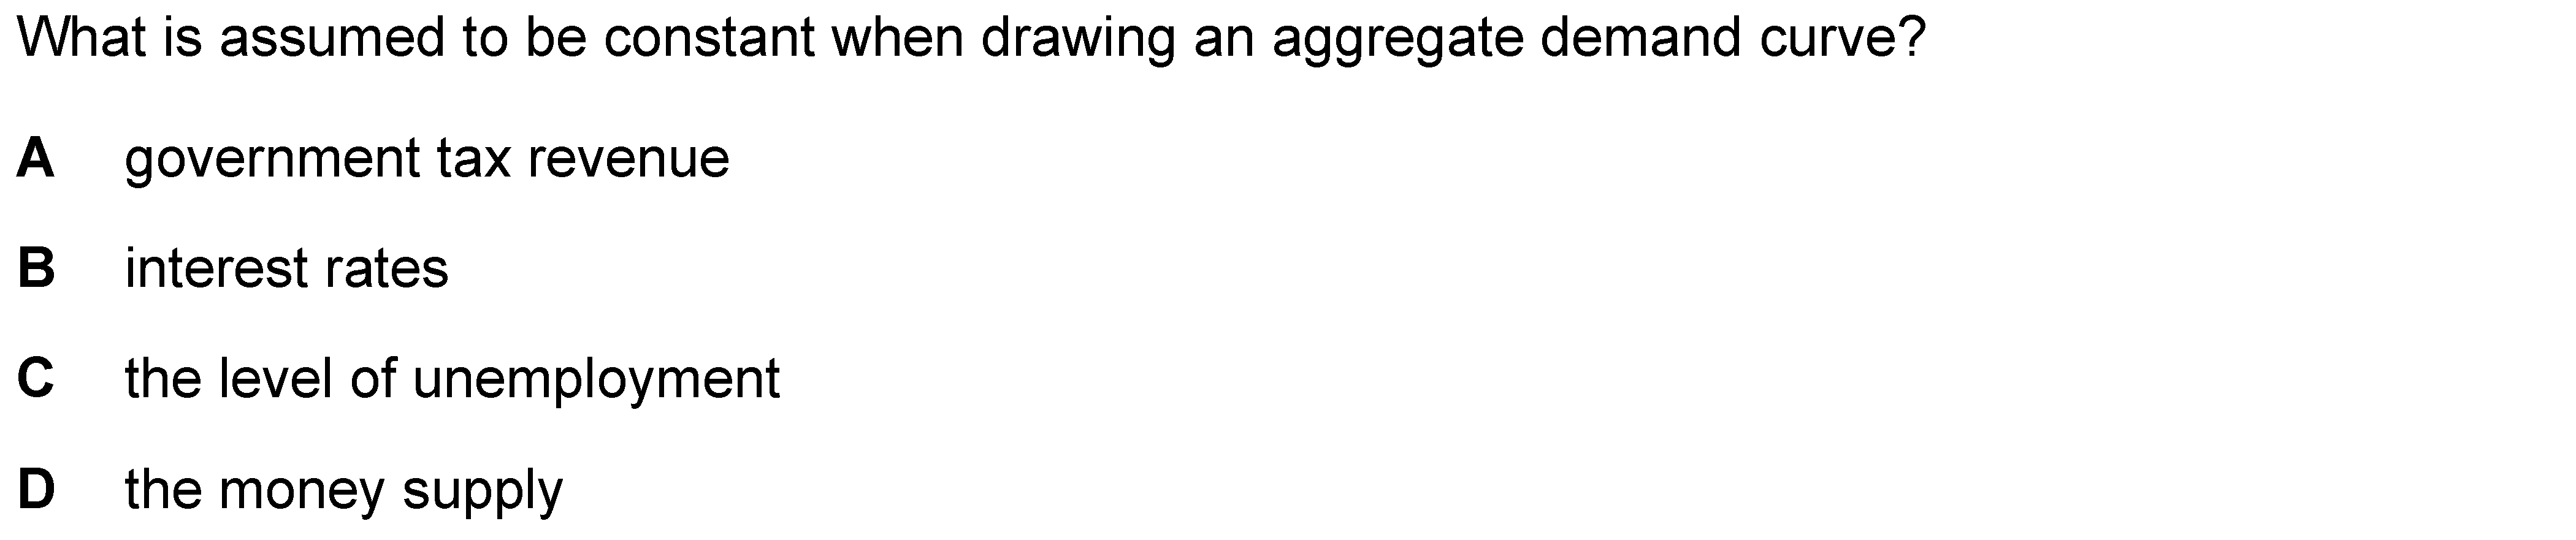 What is assumed to be constant when drawing an aggregate demand curve?
A government tax revenue
B interest rates
C the level of unemployment
D the money supply